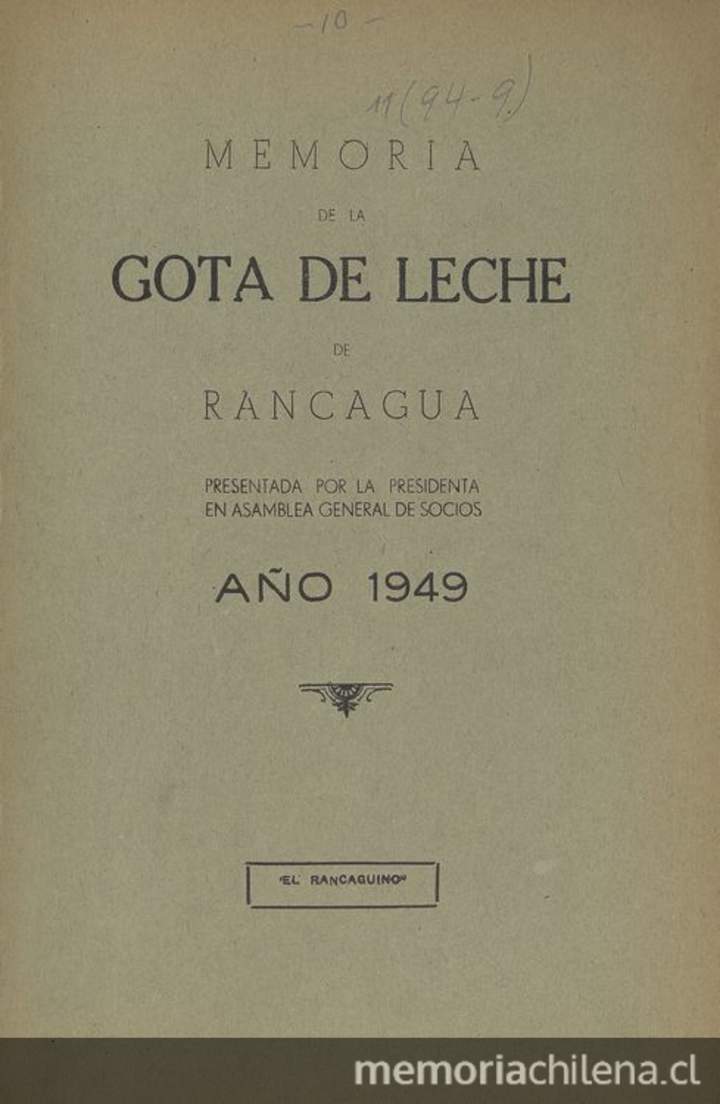 – 10 –
11 (94-9)
MEMORIA
DE LA
GOTA DE LECHE
DE
RANCAGUA
PRESENTADA POR LA PRESIDENTA
EN ASAMBLEA GENERAL DE SOCIOS
AÑO 1949
"EL RANCAGUINO"
memoriachilena.cl